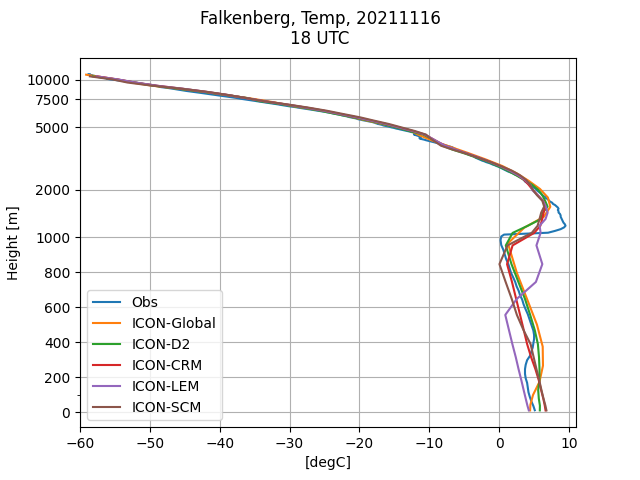 Falkenberg, Temp, 20211116
18 UTC
Height [m]
10000
7500
5000
2000
1000
800
600
400
200
0
Obs
ICON-Global
ICON-D2
ICON-CRM
ICON-LEM
ICON-SCM
−60 −50 −40 −30 −20 −10 0 10
[degC]